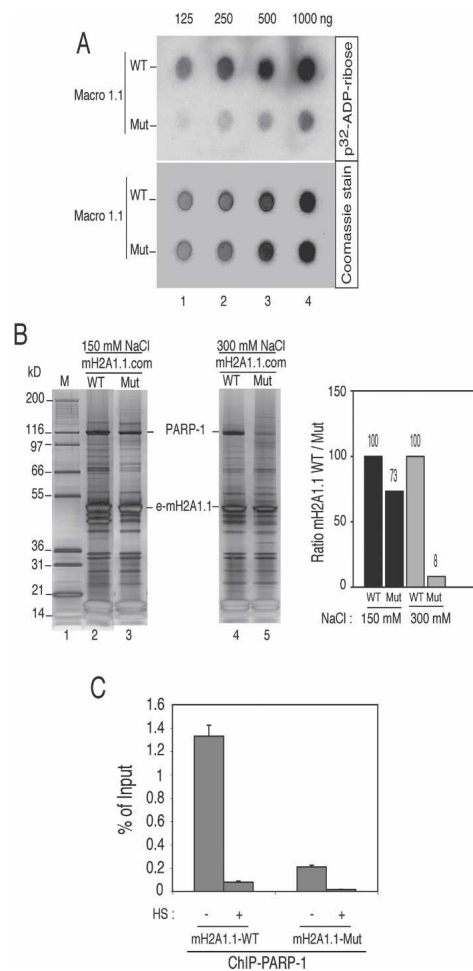 A
125 250 500 1000 ng
Macro 1.1
WT
Mut
p32-ADP-ribose
Macro 1.1
WT
Mut
Coomassie stain
1 2 3 4
B
150 mM NaCl
mH2A1.1.com
kD M WT Mut
300 mM NaCl
mH2A1.1.com
WT Mut
200
116
97
66
55
36
31
21
14
PARP-1
e-mH2A1.1
1 2 3
4 5
Ratio mH2A1.1 WT / Mut
150
100
50
0
100
73
100
8
WT Mut WT Mut
NaCl : 150 mM 300 mM
C
% of Input
1.6
1.4
1.2
1
0.8
0.6
0.4
0.2
0
HS : - + - +
mH2A1.1-WT mH2A1.1-Mut
ChIP-PARP-1